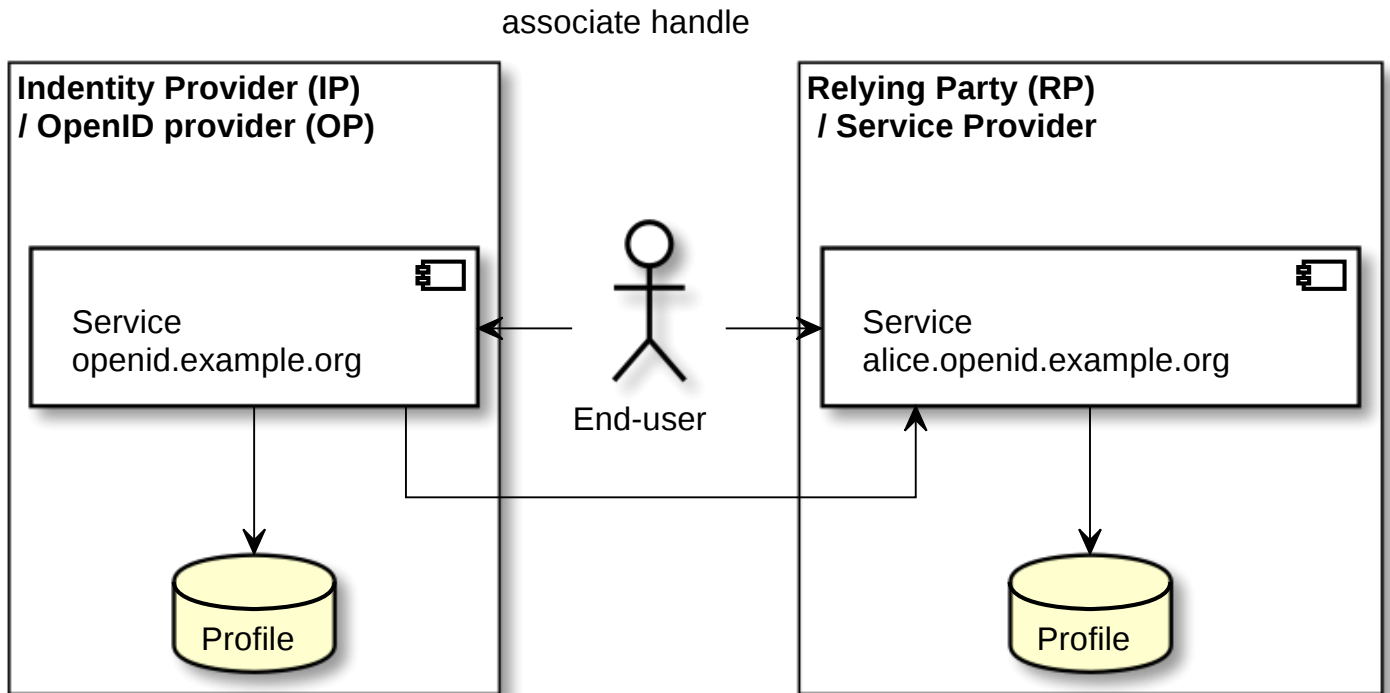 associate handle
Indentity Provider (IP)
/ OpenID provider (OP)
Relying Party (RP)
/ Service Provider
Service
openid.example.org
End-user
Service
alice.openid.example.org
Profile
Profile